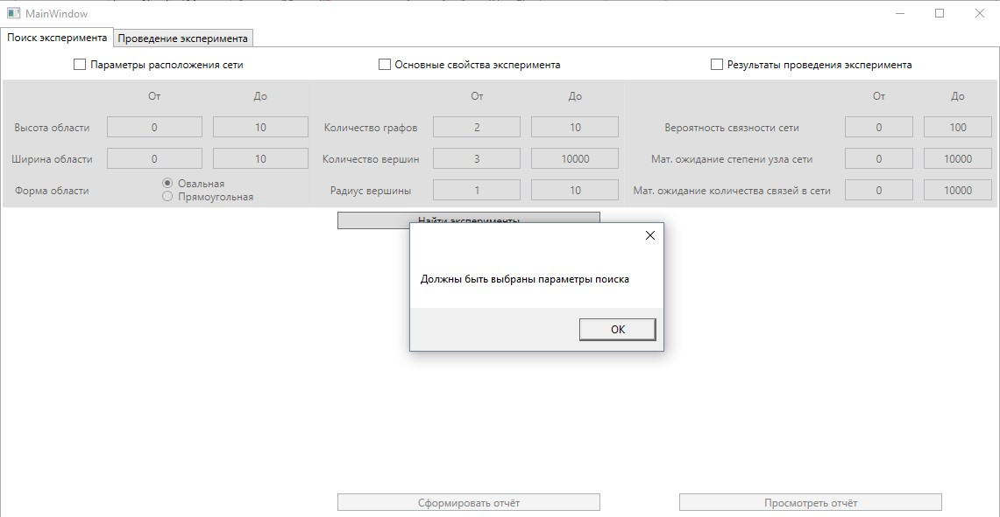 MainWindow
Поиск эксперимента Проведение эксперимента
Параметры расположения сети Основные свойства эксперимента Результаты проведения эксперимента
От До От До От До
Высота области 0 10 Количество графов 2 10 Вероятность связности сети 0 100
Ширина области 0 10 Количество вершин 3 10000 Мат. ожидание степени узла сети 0 10000
Форма области Овальная Радиус вершины 1 10 Мат. ожидание количества связей в сети 0 10000
Прямоугольная
Найти эксперименты
Должны быть выбраны параметры поиска
OK
Сформировать отчёт Просмотреть отчёт